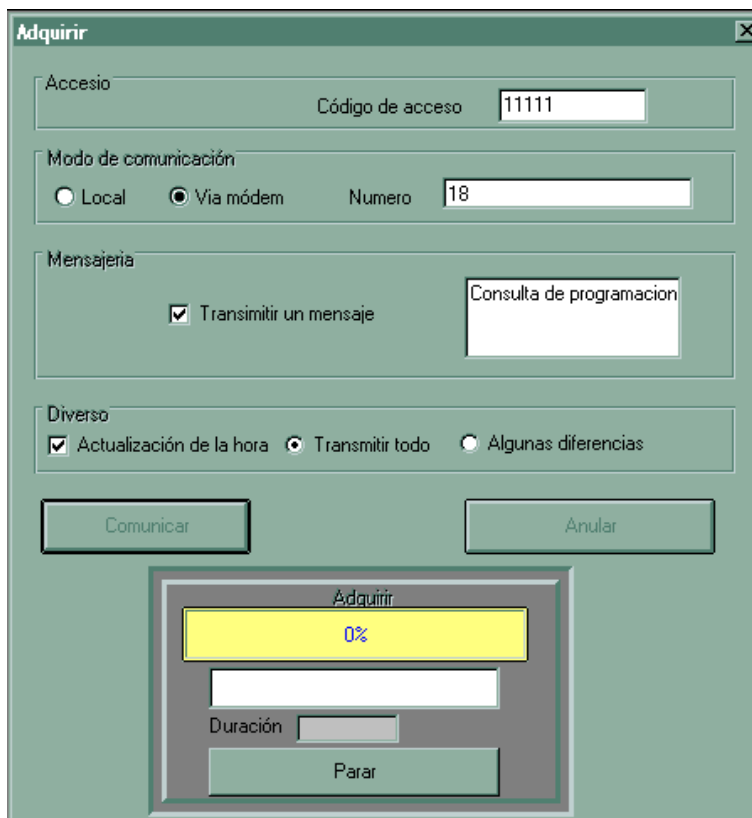 Adquirir
Accesio
Código de acceso 11111
Modo de comunicación
Local Via módem Numero 18
Mensajeria
Consulta de programacion
Transimitir un mensaje
Diverso
Actualización de la hora Transmitir todo Algunas diferencias
Comunicar Anular
Adquirir
0%
Duración
Parar